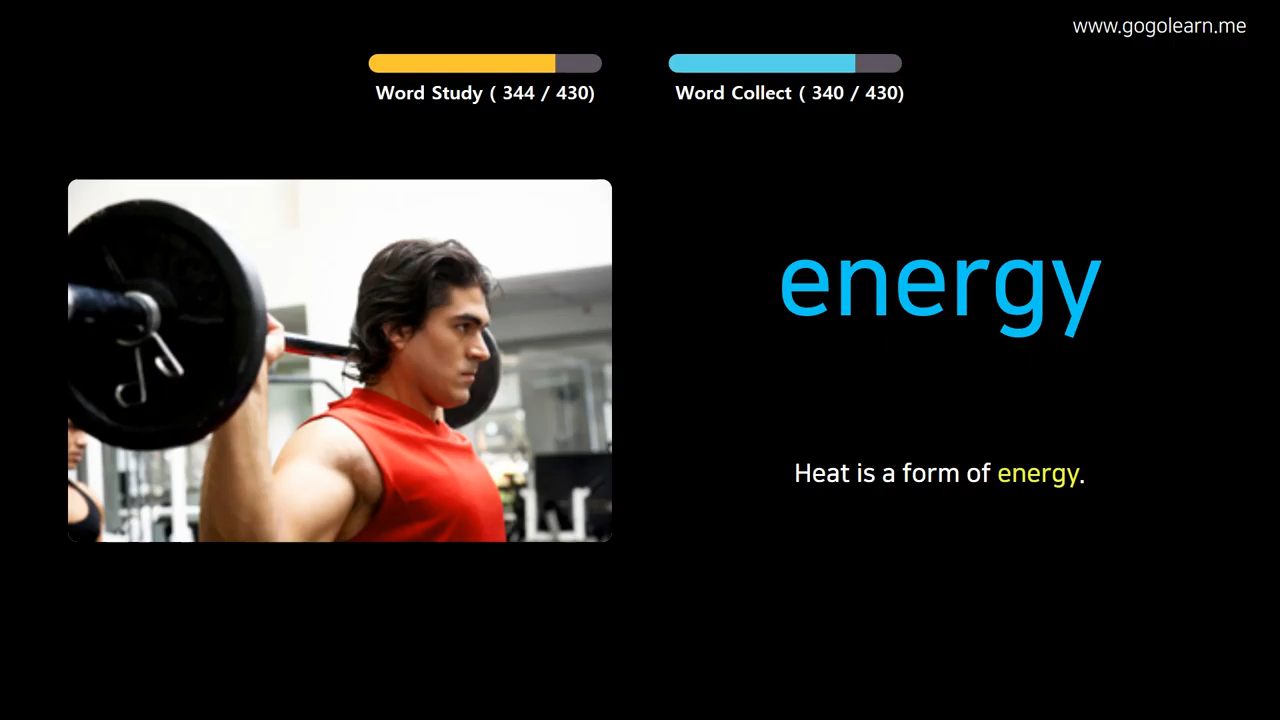 www.gogolearn.me
Word Study ( 344 / 430)
Word Collect ( 340 / 430)
energy
Heat is a form of energy.